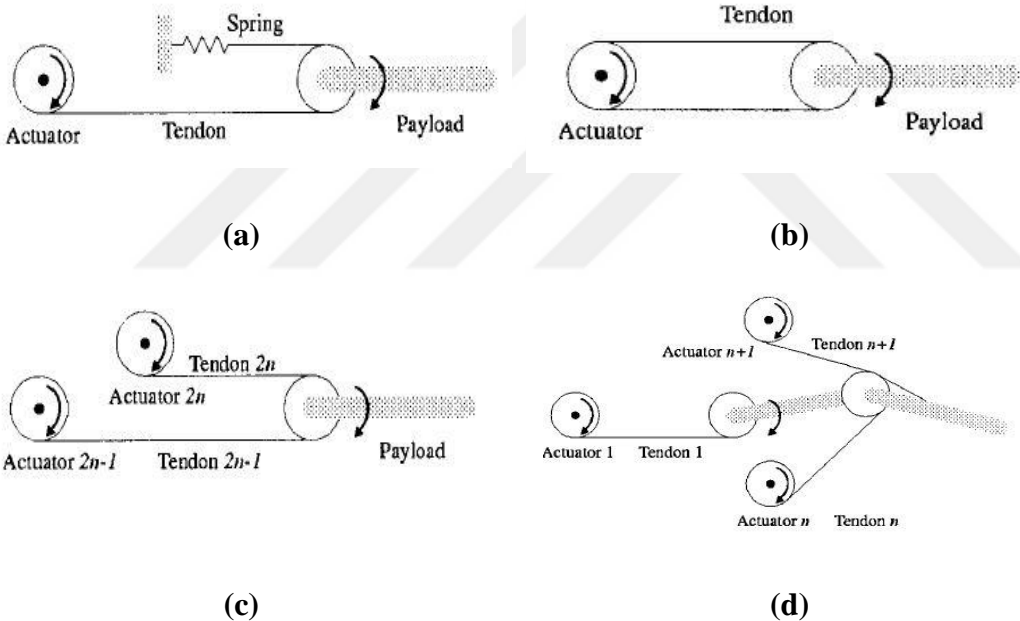 Spring
Actuator
Tendon
Payload
(a)
Tendon
Actuator
Payload
(b)
Tendon 2n
Actuator 2n
Actuator 2n-1
Tendon 2n-1
Payload
(c)
Actuator n+1
Tendon n+1
Actuator 1
Tendon 1
Actuator n
Tendon n
(d)